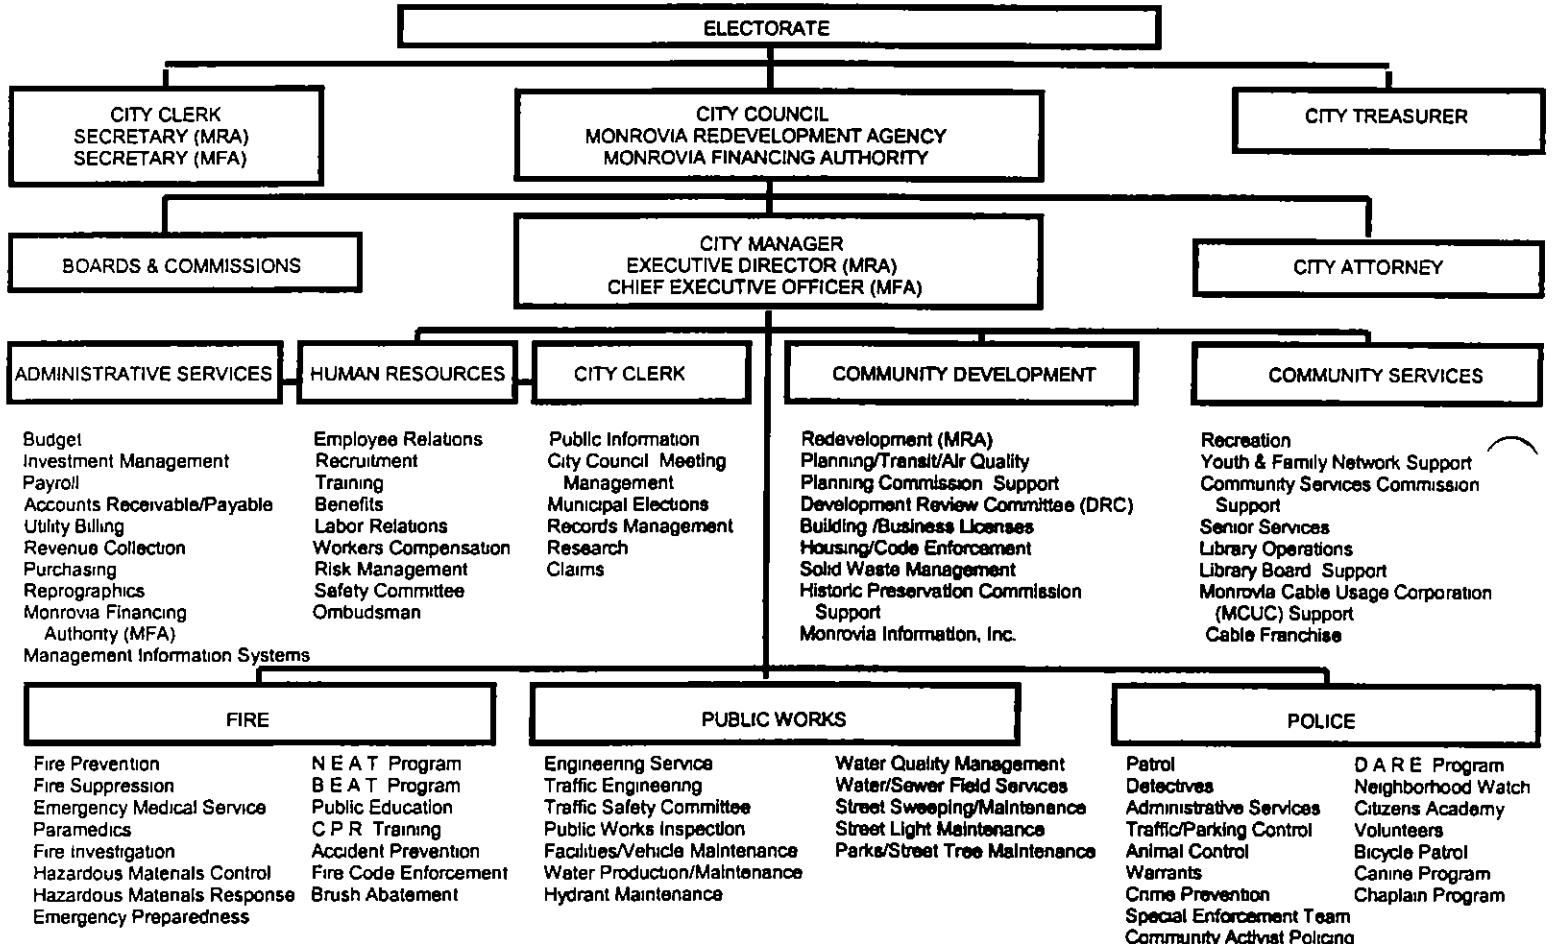 ELECTORATE
CITY CLERK
SECRETARY (MRA)
SECRETARY (MFA)
CITY COUNCIL
MONROVIA REDEVELOPMENT AGENCY
MONROVIA FINANCING AUTHORITY
CITY TREASURER
BOARDS & COMMISSIONS
CITY MANAGER
EXECUTIVE DIRECTOR (MRA)
CHIEF EXECUTIVE OFFICER (MFA)
CITY ATTORNEY
ADMINISTRATIVE SERVICES
Budget
Investment Management
Payroll
Accounts Receivable/Payable
Utility Billing
Revenue Collection
Purchasing
Reprographics
Monrovia Financing
Authority (MFA)
Management Information Systems
HUMAN RESOURCES
Employee Relations
Recruitment
Training
Benefits
Labor Relations
Workers Compensation
Risk Management
Safety Committee
Ombudsman
CITY CLERK
Public Information
City Council Meeting
Management
Municipal Elections
Records Management
Research
Claims
COMMUNITY DEVELOPMENT
Redevelopment (MRA)
Planning/Transit/Air Quality
Planning Commission Support
Development Review Committee (DRC)
Building /Business Licenses
Housing/Code Enforcement
Solid Waste Management
Historic Preservation Commission
Support
Monrovia Information, Inc.
COMMUNITY SERVICES
Recreation
Youth & Family Network Support
Community Services Commission
Support
Senior Services
Library Operations
Library Board Support
Monrovia Cable Usage Corporation
(MCUC) Support
Cable Franchise
FIRE
Fire Prevention
Fire Suppression
Emergency Medical Service
Paramedics
Fire Investigation
Hazardous Materials Control
Hazardous Materials Response
Emergency Preparedness
N E A T Program
B E A T Program
Public Education
C P R Training
Accident Prevention
Fire Code Enforcement
Brush Abatement
PUBLIC WORKS
Engineering Service
Traffic Engineering
Traffic Safety Committee
Public Works Inspection
Facilities/Vehicle Maintenance
Water Production/Maintenance
Hydrant Maintenance
Water Quality Management
Water/Sewer Field Services
Street Sweeping/Maintenance
Street Light Maintenance
Parks/Street Tree Maintenance
POLICE
Patrol
Detectives
Administrative Services
Traffic/Parking Control
Animal Control
Warrants
Crime Prevention
Special Enforcement Team
Community Activist Policing
D A R E Program
Neighborhood Watch
Citizens Academy
Volunteers
Bicycle Patrol
Canine Program
Chaplain Program